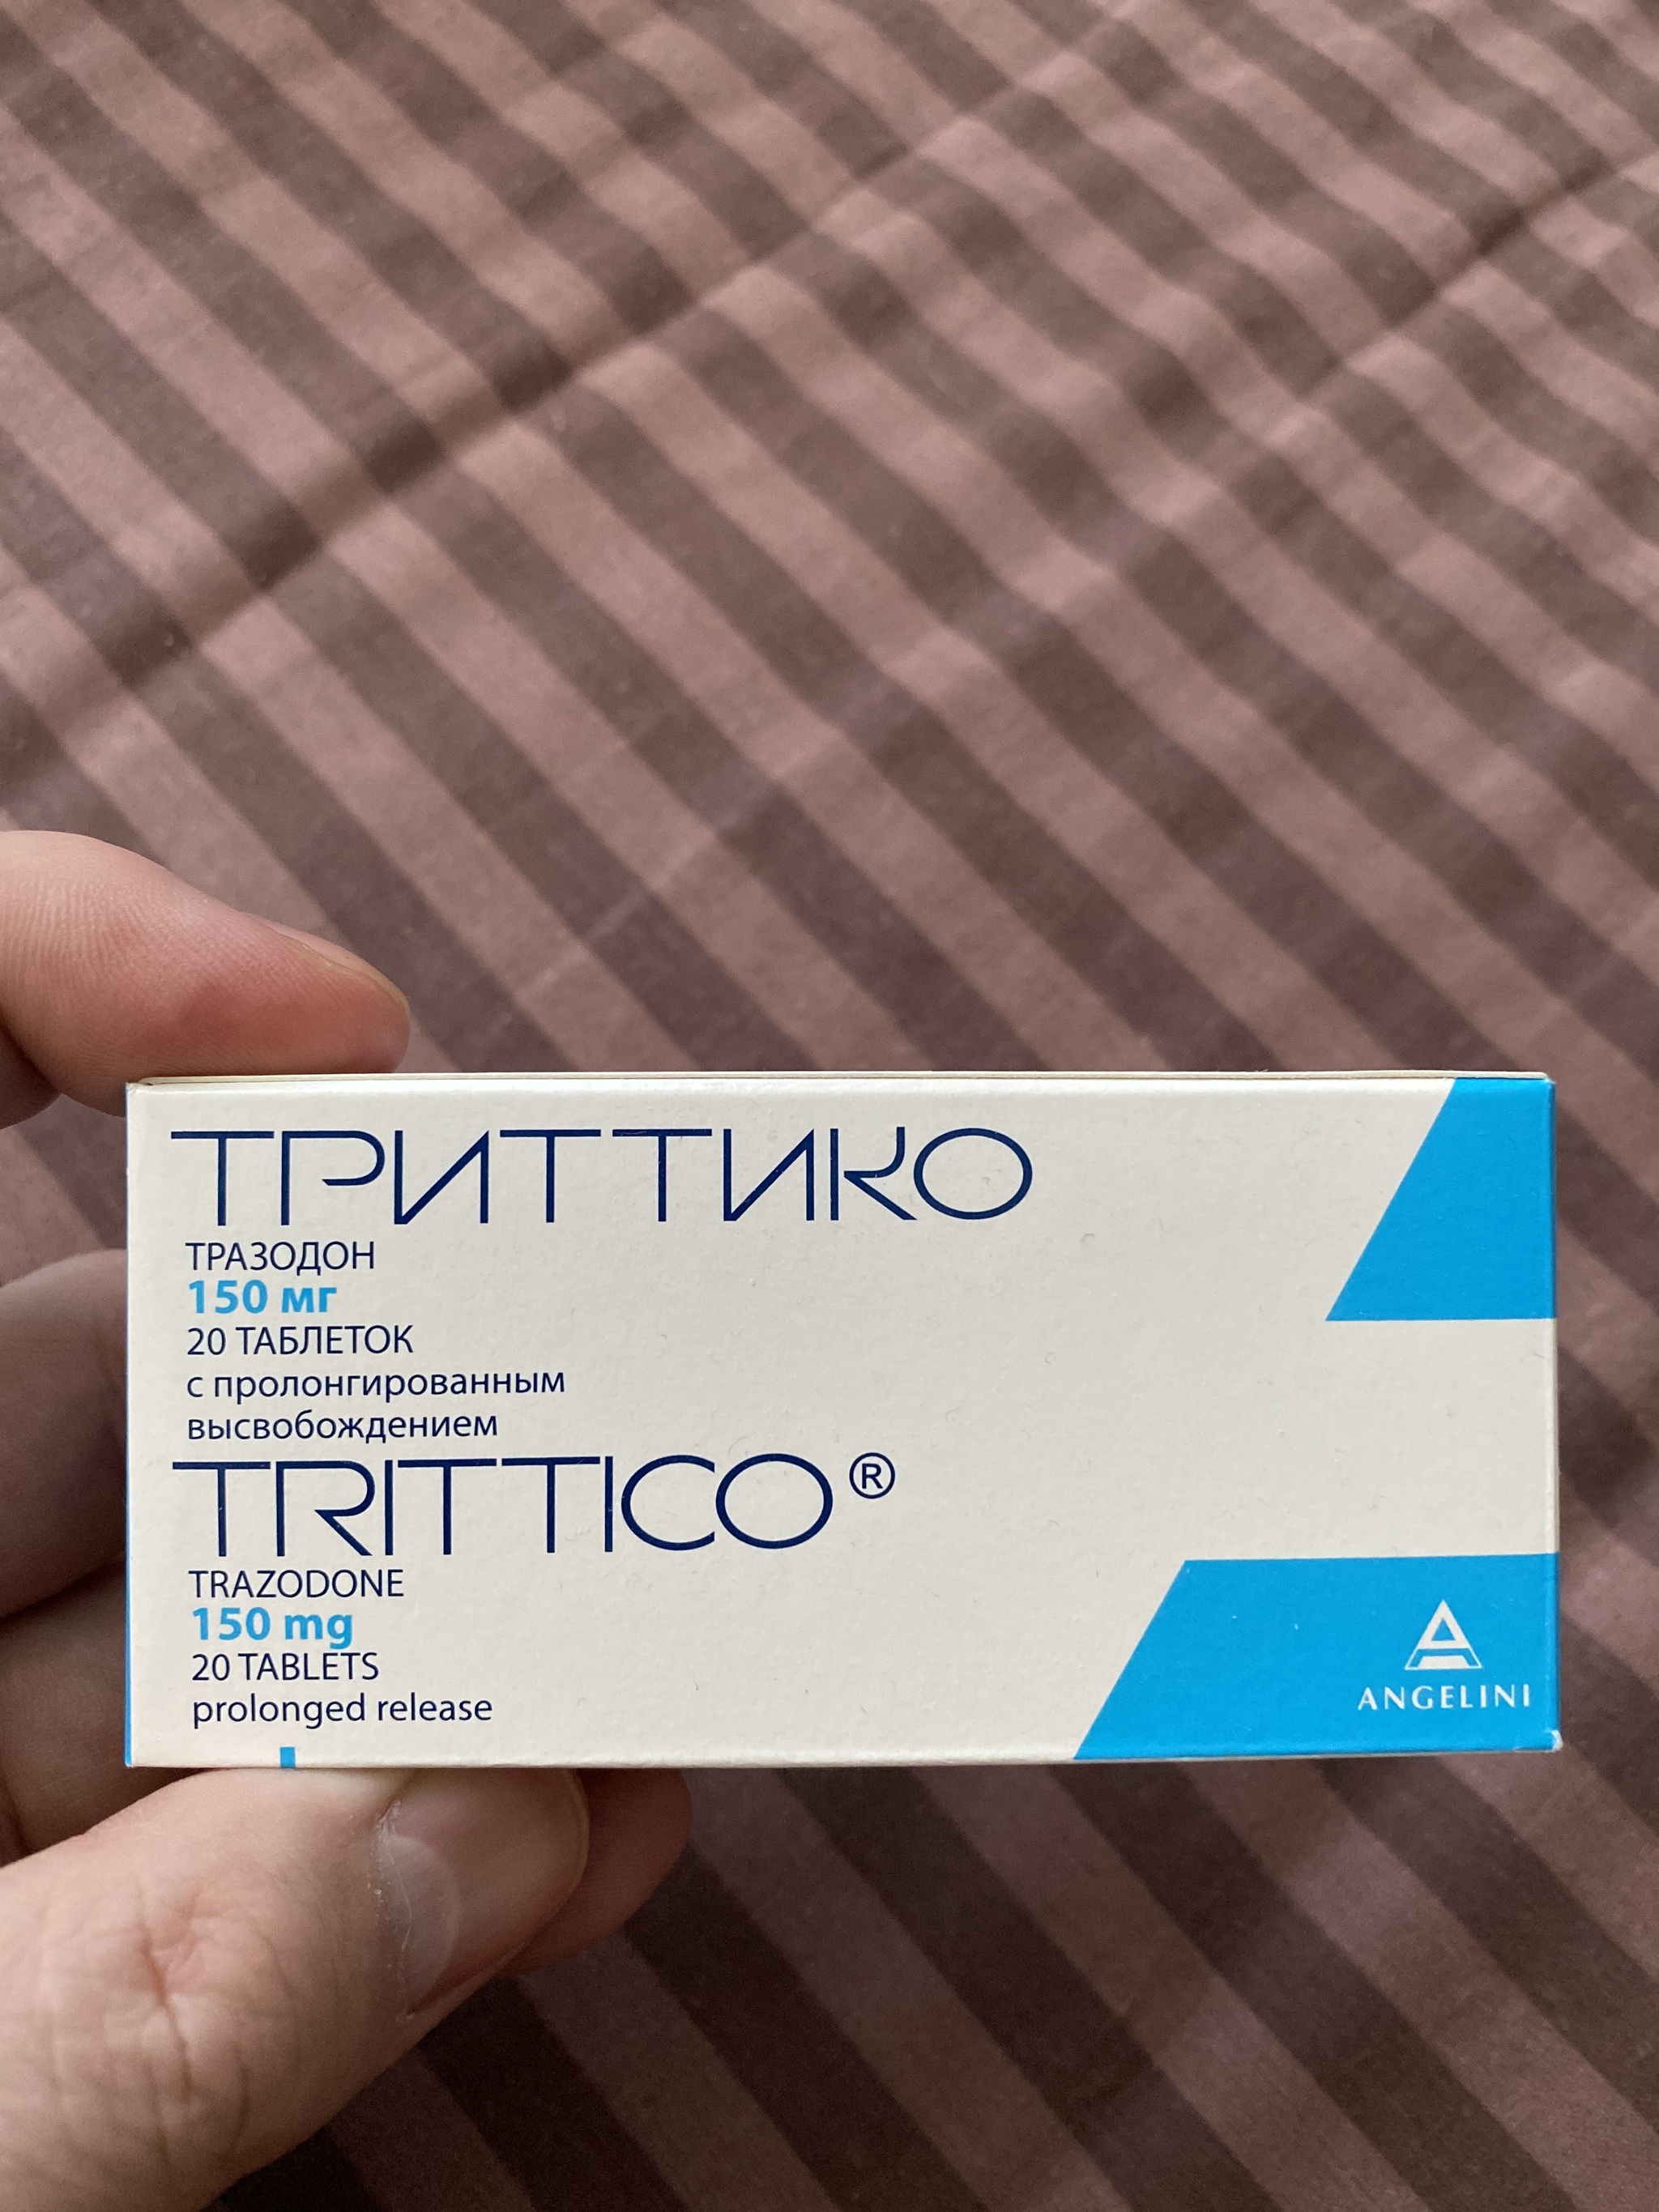 ТРИТТИКО
ТРАЗОДОН
150 мг
20 ТАБЛЕТОК
с пролонгированным
высвобождением
TRITTICO®
TRAZODONE
150 mg
20 TABLETS
prolonged release
ANGELINI